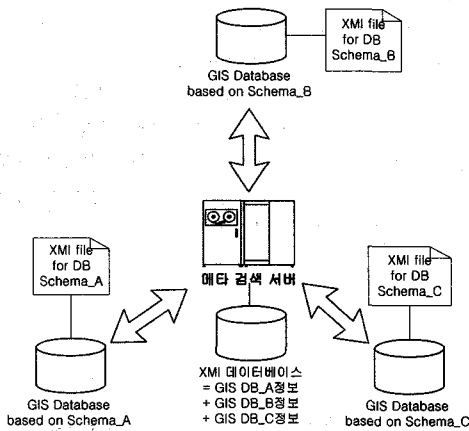 XMI file
for DB
Schema_B
GIS Database
based on Schema_B
XMI file
for DB
Schema_A
메타 검색 서버
XMI file
for DB
Schema_C
GIS Database
based on Schema_A
XMI 데이터베이스
= GIS DB_A정보
+ GIS DB_B정보
+ GIS DB_C정보
GIS Database
based on Schema_C